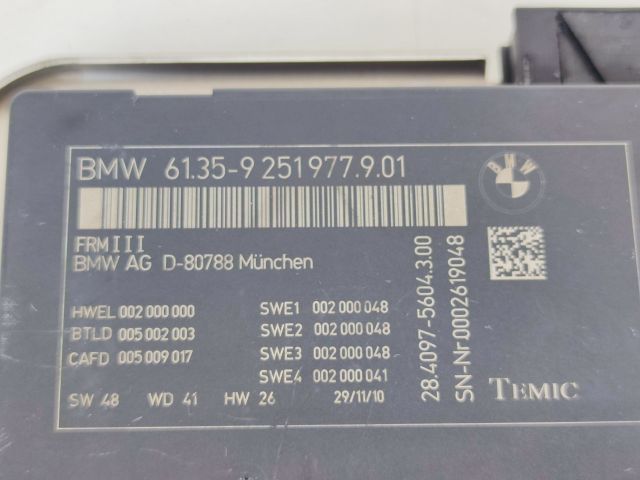 BMW 61.35-9 251977.9.01
BMW
FRMIII
BMW AG D-80788 München
HWEL 002 000 000
BTLD 005 002 003
CAFD 005 009 017
SWE1 002 000 048
SWE2 002 000 048
SWE3 002 000 048
SWE4 002 000 041
SW 48 WD 41 HW 26 29/11/10
28.4097-5604.3.00
SN-Nr.0002619048
TEMIC